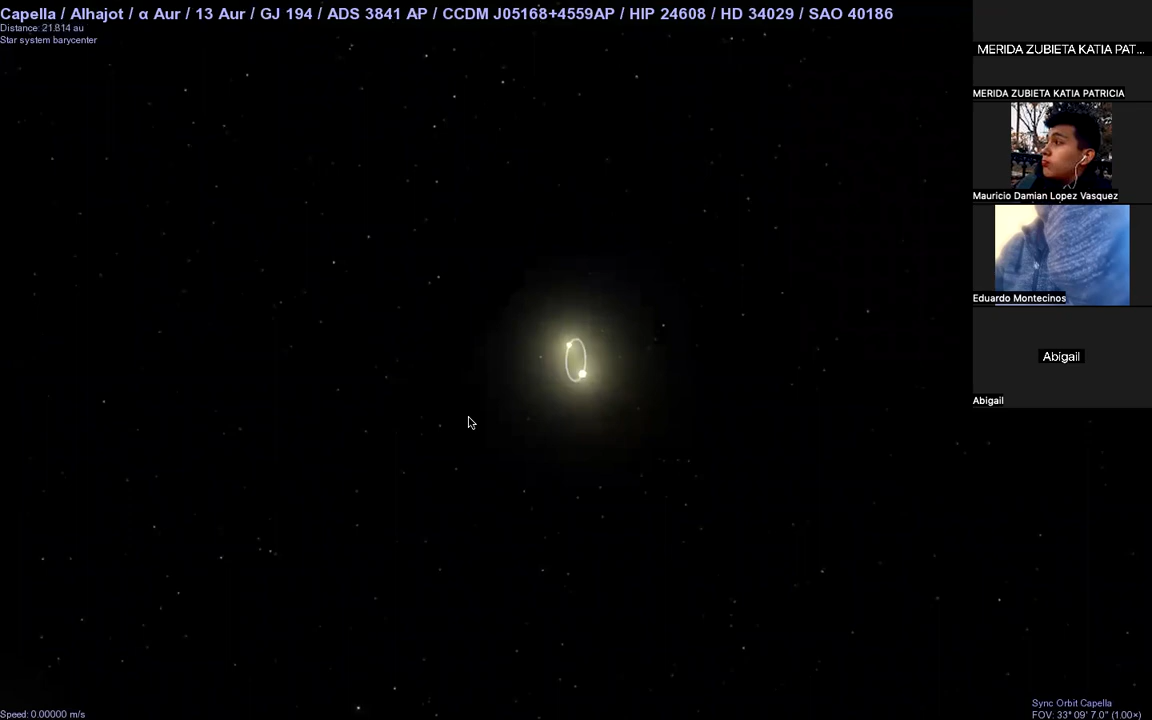 Capella / Alhajot / α Aur / 13 Aur / GJ 194 / ADS 3841 AP / CCDM J05168+4559AP / HIP 24608 / HD 34029 / SAO 40186
Distance: 21.814 au
Star system barycenter
MERIDA ZUBIETA KATIA PAT...
MERIDA ZUBIETA KATIA PATRICIA
Mauricio Damian Lopez Vasquez
Eduardo Montecinos
Abigail
Abigail
Speed: 0.00000 m/s
Sync Orbit Capella
FOV: 33° 09' 7.0" (1.00×)